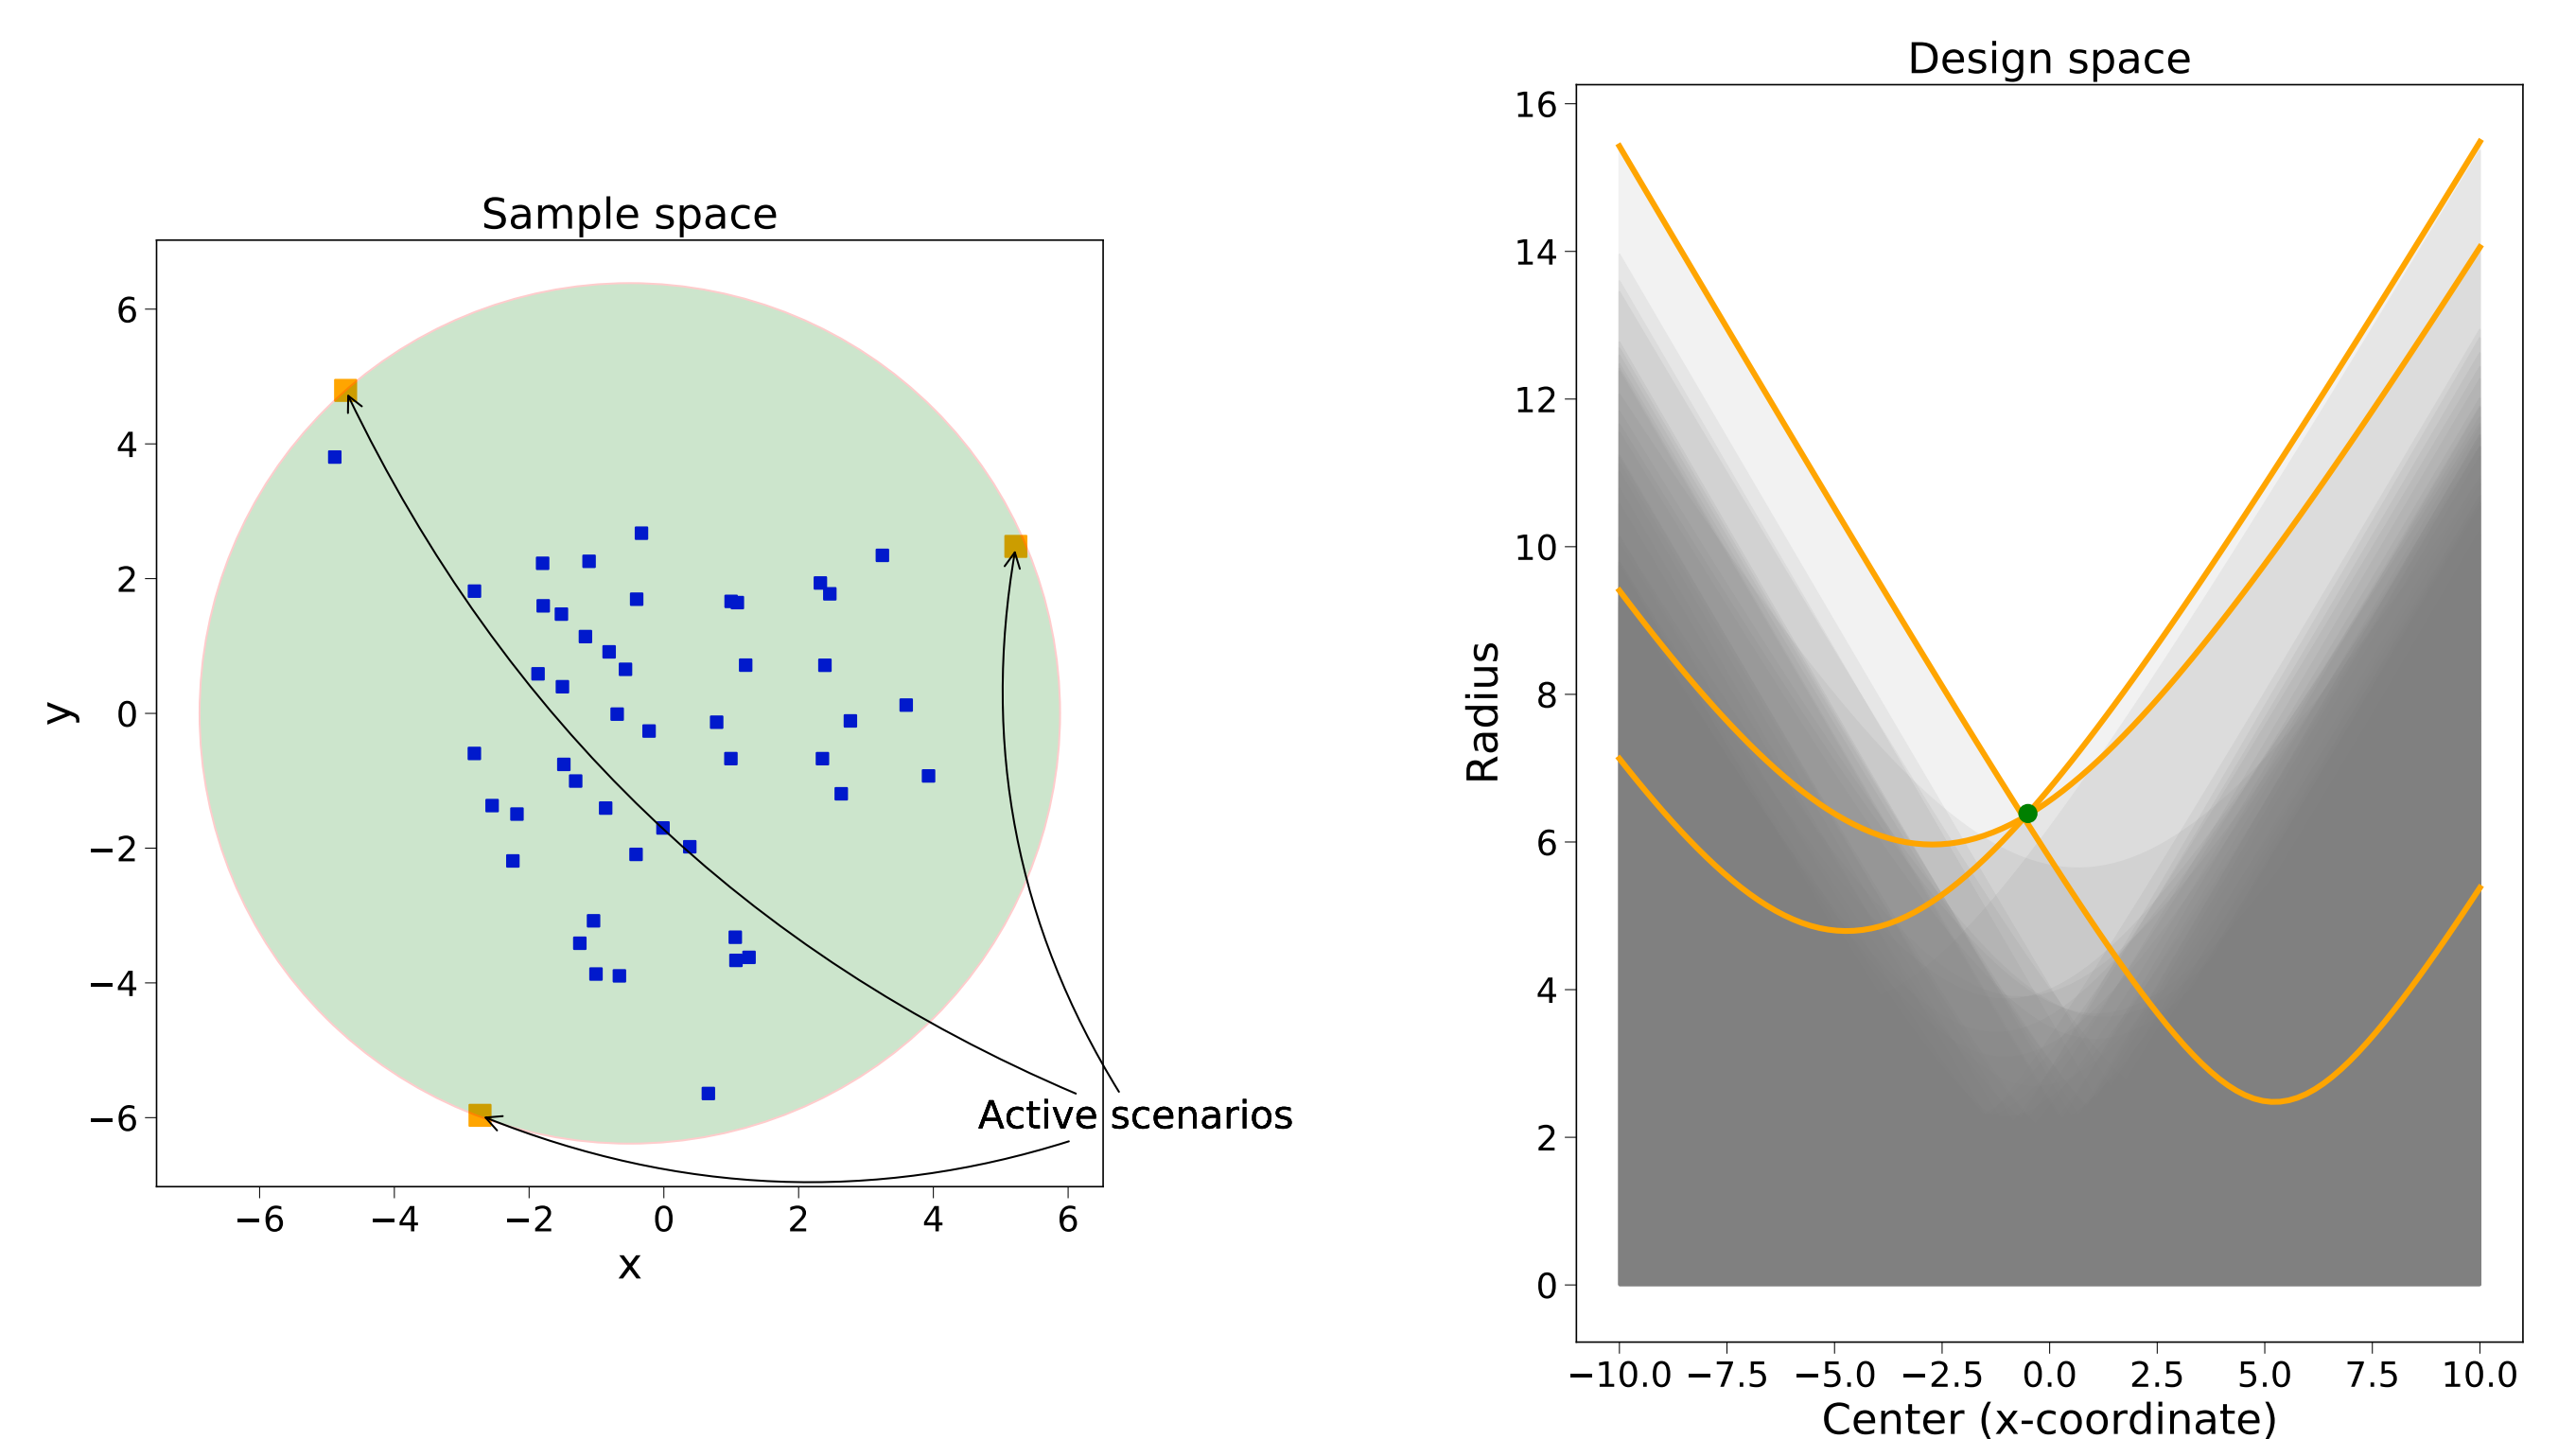 Sample space
6
4
2
0
−2
−4
−6
y
−6 −4 −2 0 2 4 6
x
Active scenarios
Design space
16
14
12
10
8
6
4
2
0
Radius
−10.0 −7.5 −5.0 −2.5 0.0 2.5 5.0 7.5 10.0
Center (x-coordinate)